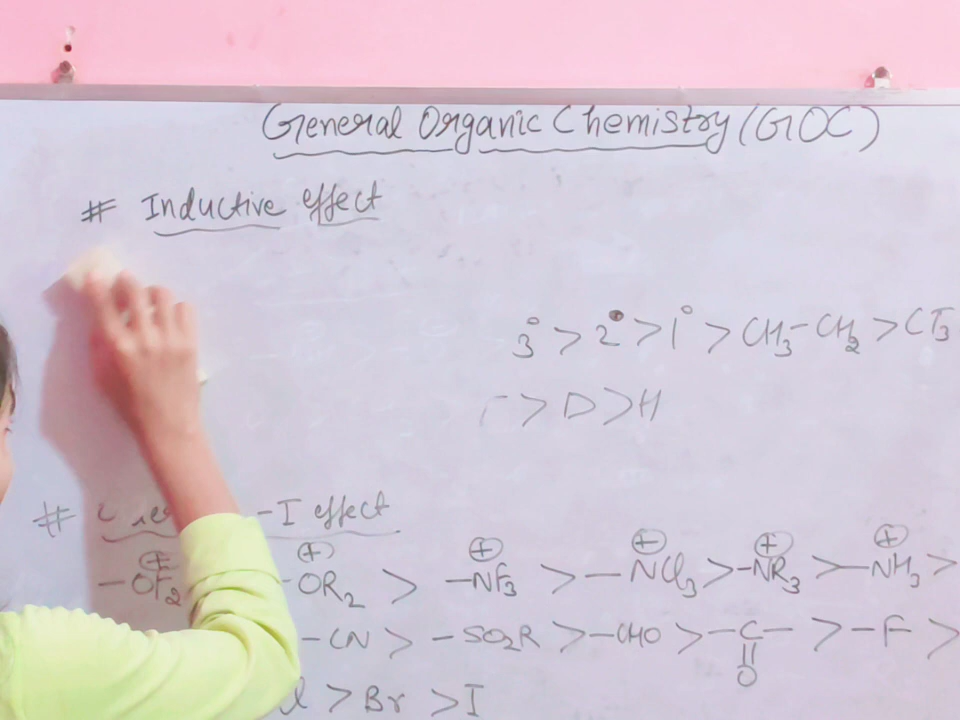 General Organic Chemistry (GOC)
# Inductive effect
3° > 2° > 1° > CH₃-CH₂ > CT₃
> D > H
# -I effect
-OF₂⊕ -OR₂⊕ > -NF₃⊕ > -NCl₃⊕ > -NR₃⊕ > -NH₃⊕ >
-CN > -SO₂R > -CHO > -C- > -F >
O
> Br > I